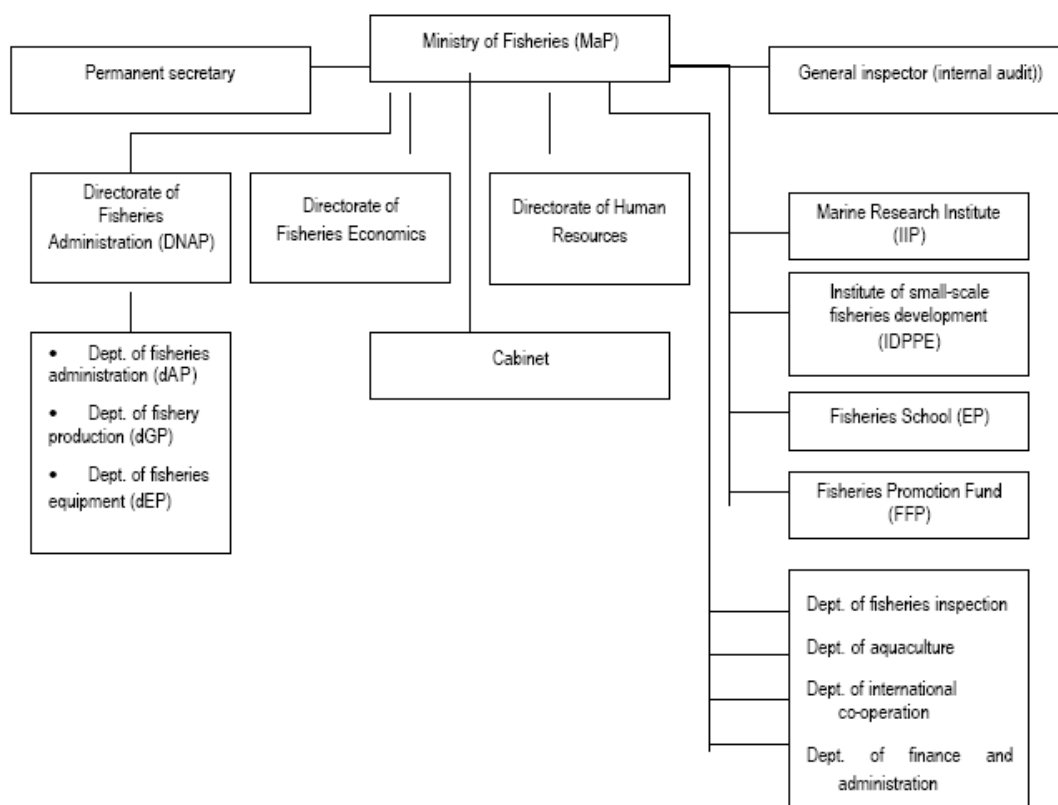 Ministry of Fisheries (MaP)
Permanent secretary
General inspector (internal audit))
Directorate of
Fisheries
Administration (DNAP)
Directorate of
Fisheries Economics
Directorate of Human
Resources
Marine Research Institute
(IIP)
Institute of small-scale
fisheries development
(IDPPE)
• Dept. of fisheries
administration (dAP)
• Dept. of fishery
production (dGP)
• Dept. of fisheries
equipment (dEP)
Cabinet
Fisheries School (EP)
Fisheries Promotion Fund
(FFP)
Dept. of fisheries inspection
Dept. of aquaculture
Dept. of international
co-operation
Dept. of finance and
administration